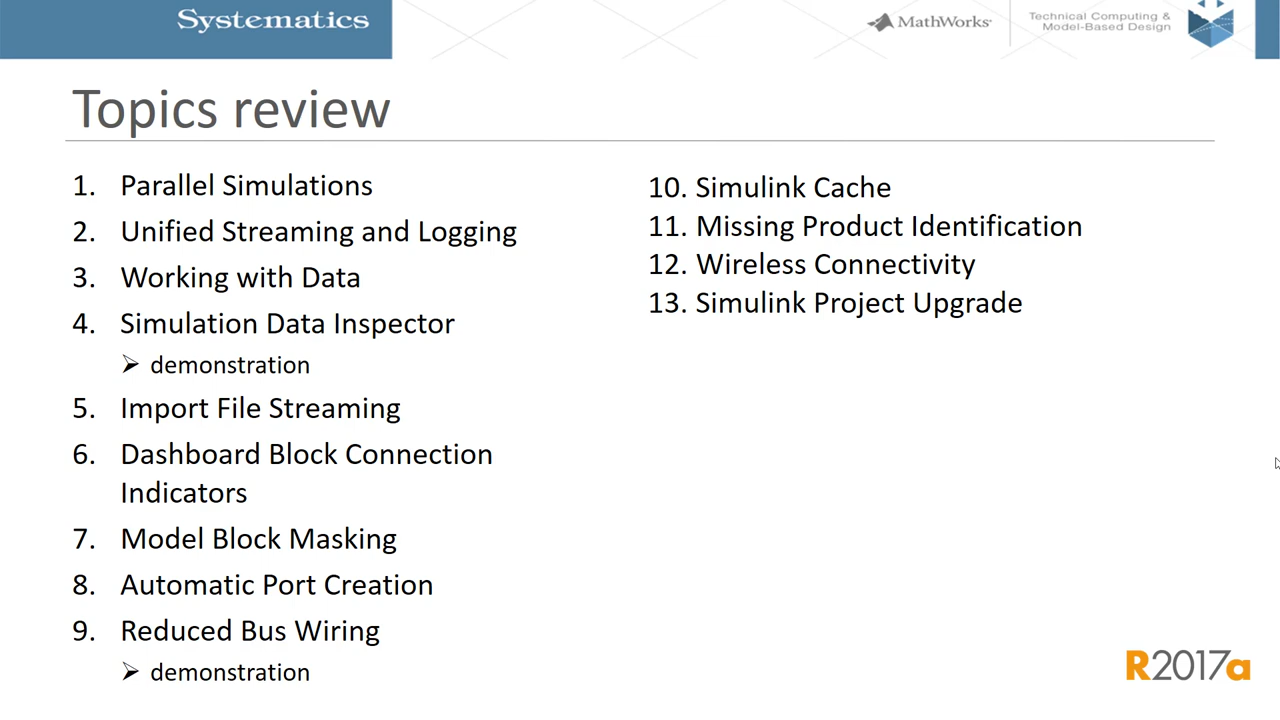 Systematics
MathWorks
Technical Computing &
Model-Based Design
Topics review
1. Parallel Simulations
2. Unified Streaming and Logging
3. Working with Data
4. Simulation Data Inspector
➢ demonstration
5. Import File Streaming
6. Dashboard Block Connection
Indicators
7. Model Block Masking
8. Automatic Port Creation
9. Reduced Bus Wiring
➢ demonstration
10. Simulink Cache
11. Missing Product Identification
12. Wireless Connectivity
13. Simulink Project Upgrade
R2017a